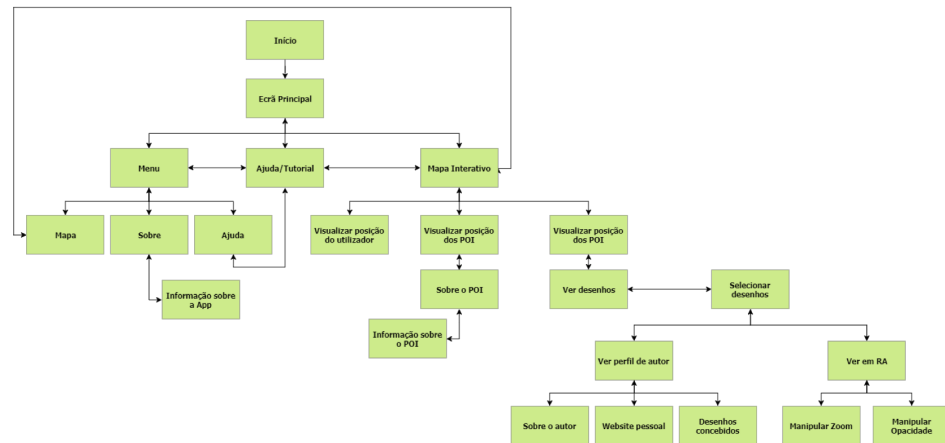 Início
Ecrã Principal
Menu
Ajuda/Tutorial
Mapa Interativo
Mapa
Sobre
Ajuda
Visualizar posição
do utilizador
Visualizar posição
dos POI
Visualizar posição
dos POI
Informação sobre
a App
Sobre o POI
Ver desenhos
Selecionar
desenhos
Informação sobre
o POI
Ver perfil de autor
Ver em RA
Sobre o autor
Website pessoal
Desenhos
concebidos
Manipular Zoom
Manipular
Opacidade